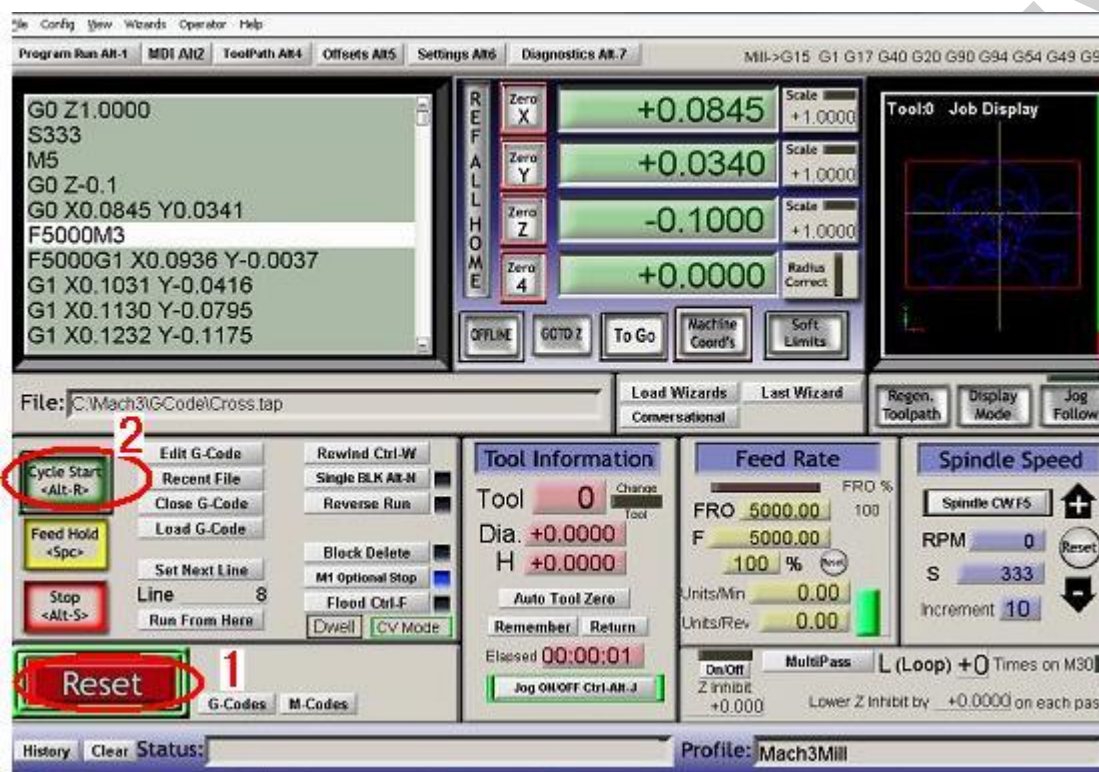 File Config View Wizards Operator Help
Program Run Alt-1 MDI Alt2 ToolPath Alt4 Offsets Alt5 Settings Alt6 Diagnostics Alt-7 Mill->G15 G1 G17 G40 G20 G90 G94 G54 G49 G9
G0 Z1.0000
S333
M5
G0 Z-0.1
G0 X0.0845 Y0.0341
F5000M3
F5000G1 X0.0936 Y-0.0037
G1 X0.1031 Y-0.0416
G1 X0.1130 Y-0.0795
G1 X0.1232 Y-0.1175
REF ALL HOME
Zero X +0.0845 Scale +1.0000
Zero Y +0.0340 Scale +1.0000
Zero Z -0.1000 Scale +1.0000
Zero 4 +0.0000 Radius Correct
OFFLINE GOTO Z To Go Machine Coord's Soft Limits
Tool:0 Job Display
File: C:\Mach3\GCode\Cross.tap
Load Wizards Last Wizard
Conversational
Regen. Toolpath Display Mode Jog Follow
2
Cycle Start <Alt-R>
Feed Hold <Spc>
Stop <Alt-S>
Edit G-Code Rewind Ctrl-W
Recent File Single BLK Alt-N
Close G-Code Reverse Run
Load G-Code
Block Delete
Set Next Line M1 Optional Stop
Line 8 Flood Ctrl-F
Run From Here Dwell CV Mode
Reset 1
G-Codes M-Codes
Tool Information
Tool 0 Change Tool
Dia. +0.0000
H +0.0000
Auto Tool Zero
Remember Return
Elapsed 00:00:01
Jog ON/OFF Ctrl-Alt-J
Feed Rate
FRO %
FRO 5000.00 100
F 5000.00
100 % Reset
Units/Min 0.00
Units/Rev 0.00
Spindle Speed
Spindle CW F5
RPM 0 Reset
S 333
Increment 10
On/Off MultiPass L (Loop) +0 Times on M30
Z Inhibit
+0.000 Lower Z Inhibit by +0.0000 on each pas
History Clear Status: Profile: Mach3Mill